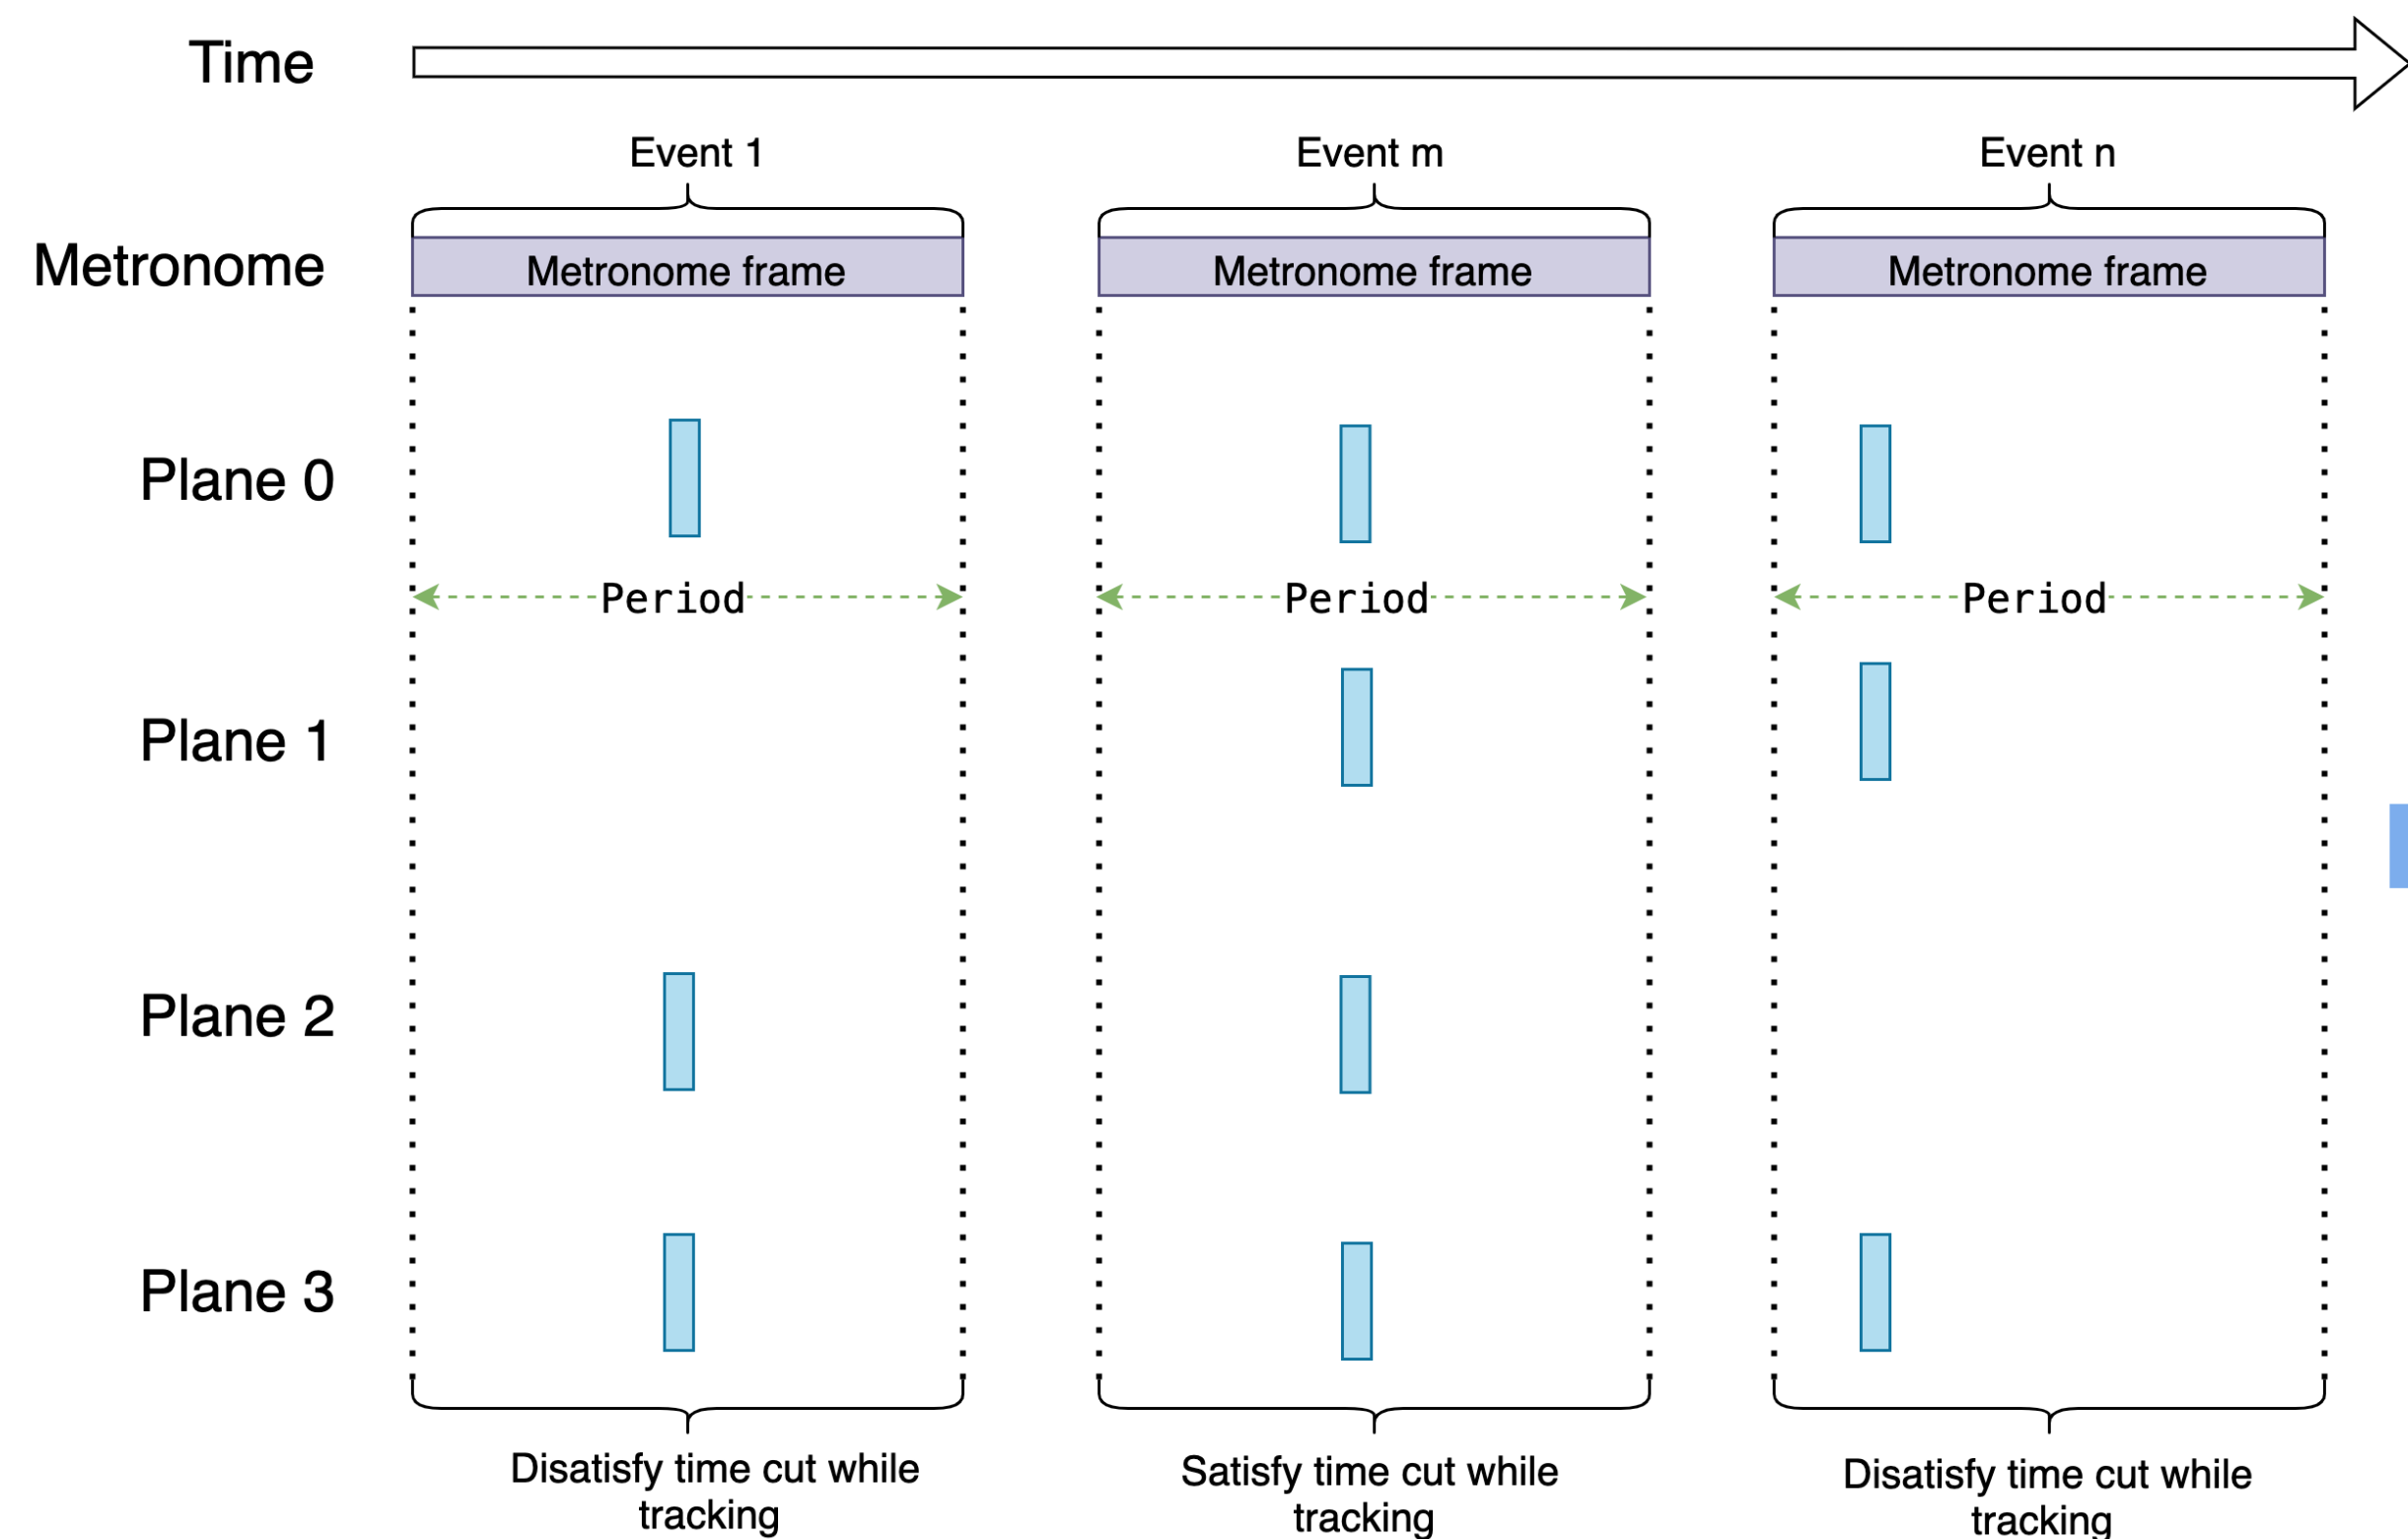 Time
Event 1
Event m
Event n
Metronome
Metronome frame
Metronome frame
Metronome frame
Plane 0
Period
Period
Period
Plane 1
Plane 2
Plane 3
Disatisfy time cut while
tracking
Satisfy time cut while
tracking
Disatisfy time cut while
tracking